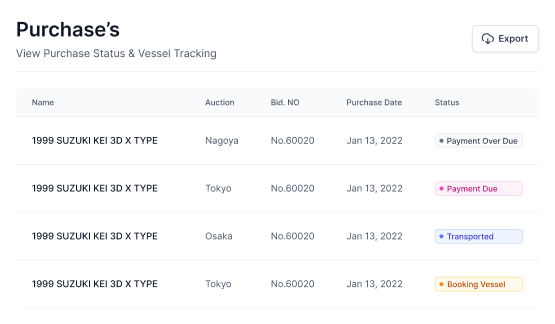 Purchase’s
View Purchase Status & Vessel Tracking
Export
Name Auction Bid. NO Purchase Date Status
1999 SUZUKI KEI 3D X TYPE Nagoya No.60020 Jan 13, 2022 Payment Over Due
1999 SUZUKI KEI 3D X TYPE Tokyo No.60020 Jan 13, 2022 Payment Due
1999 SUZUKI KEI 3D X TYPE Osaka No.60020 Jan 13, 2022 Transported
1999 SUZUKI KEI 3D X TYPE Tokyo No.60020 Jan 13, 2022 Booking Vessel